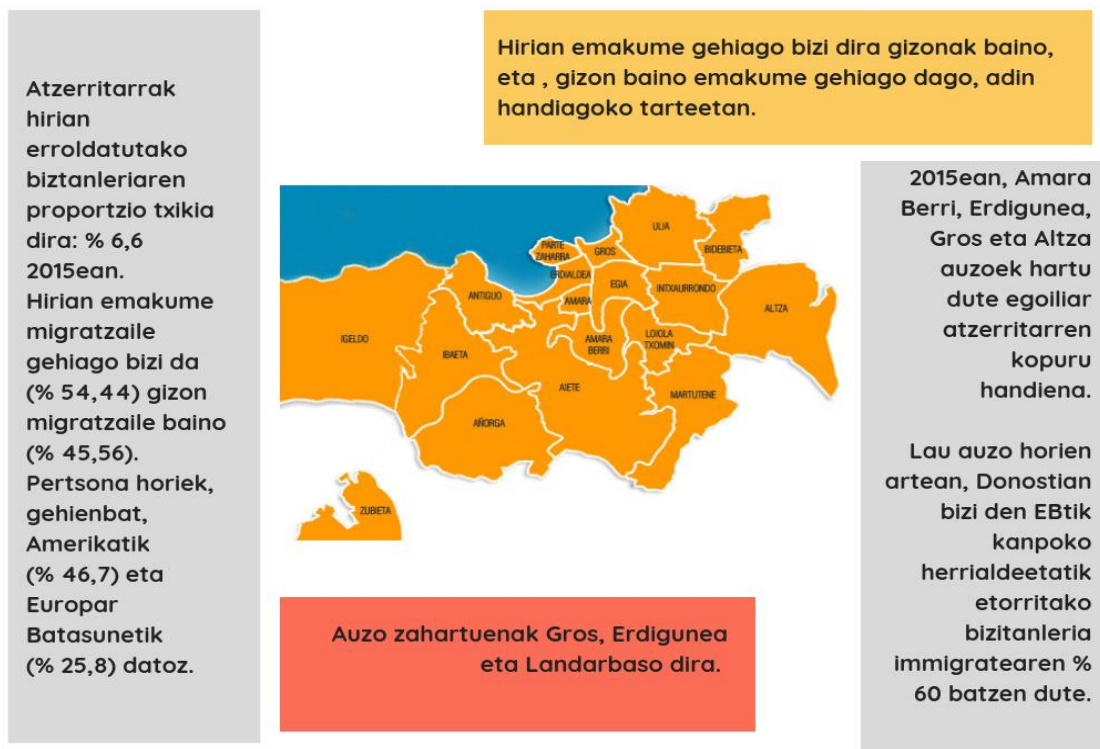 Atzerritarrak
hirian
erroldatutako
biztanleriaren
proportzio txikia
dira: % 6,6
2015ean.
Hirian emakume
migratzaile
gehiago bizi da
(% 54,44) gizon
migratzaile baino
(% 45,56).
Pertsona horiek,
gehienbat,
Amerikatik
(% 46,7) eta
Europar
Batasunetik
(% 25,8) datoz.
Hirian emakume gehiago bizi dira gizonak baino,
eta , gizon baino emakume gehiago dago, adin
handiagoko tarteetan.
ULIA
PARTE
ZAHARRA
GROS
BIDEBIETA
ERDIALDEA
EGIA
INTXAURRONDO
ANTIGUO
AMARA
ALTZA
IGELDO
IBAETA
AMARA
BERRI
LOIOLA
TXOMIN
AIETE
MARTUTENE
AÑORGA
ZUBIETA
2015ean, Amara
Berri, Erdigunea,
Gros eta Altza
auzoek hartu
dute egoiliar
atzerritarren
kopuru
handiena.
Lau auzo horien
artean, Donostian
bizi den EBtik
kanpoko
herrialdeetatik
etorritako
bizitanleria
immigratearen %
60 batzen dute.
Auzo zahartuenak Gros, Erdigunea
eta Landarbaso dira.